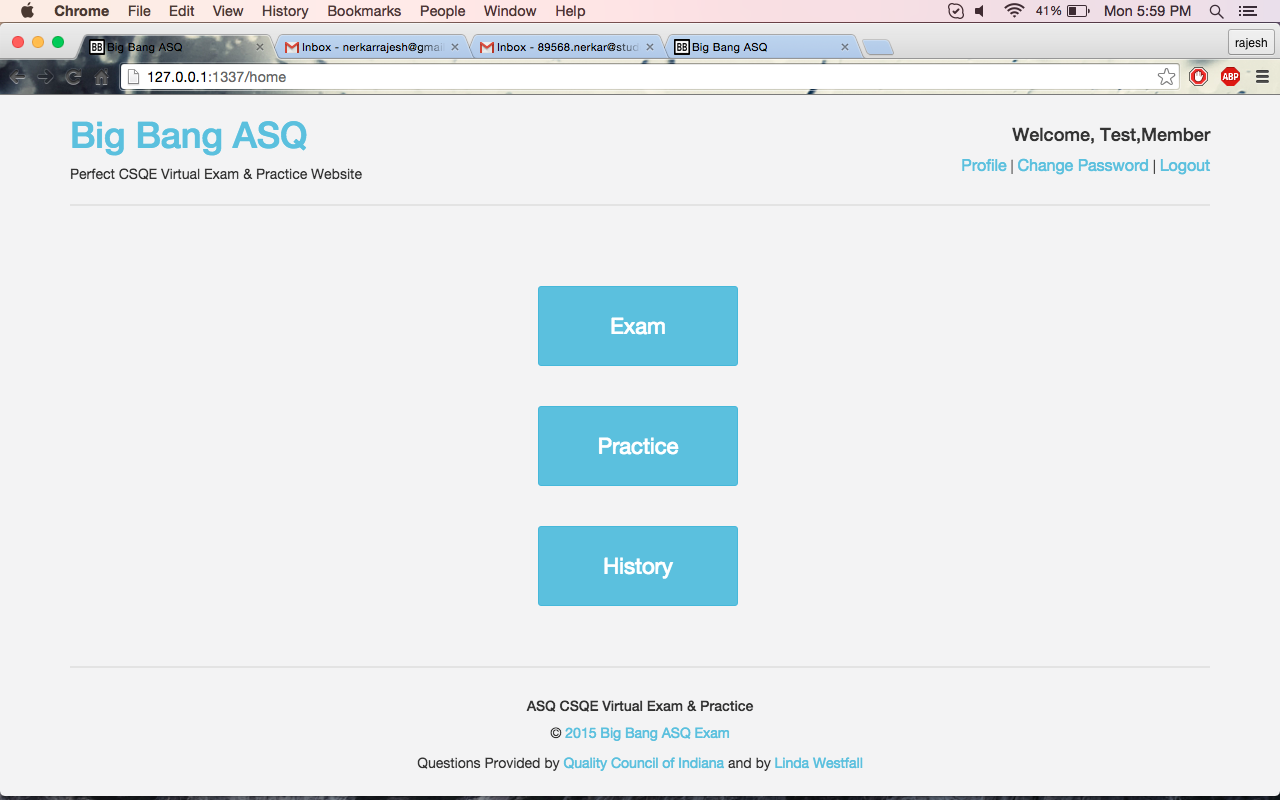 Chrome File Edit View History Bookmarks People Window Help 41% Mon 5:59 PM
BB Big Bang ASQ Inbox - nerkarrajesh@gmai Inbox - 89568.nerkar@stud BB Big Bang ASQ rajesh
127.0.0.1:1337/home ABP
Big Bang ASQ
Welcome, Test,Member
Perfect CSQE Virtual Exam & Practice Website
Profile | Change Password | Logout
Exam
Practice
History
ASQ CSQE Virtual Exam & Practice
© 2015 Big Bang ASQ Exam
Questions Provided by Quality Council of Indiana and by Linda Westfall